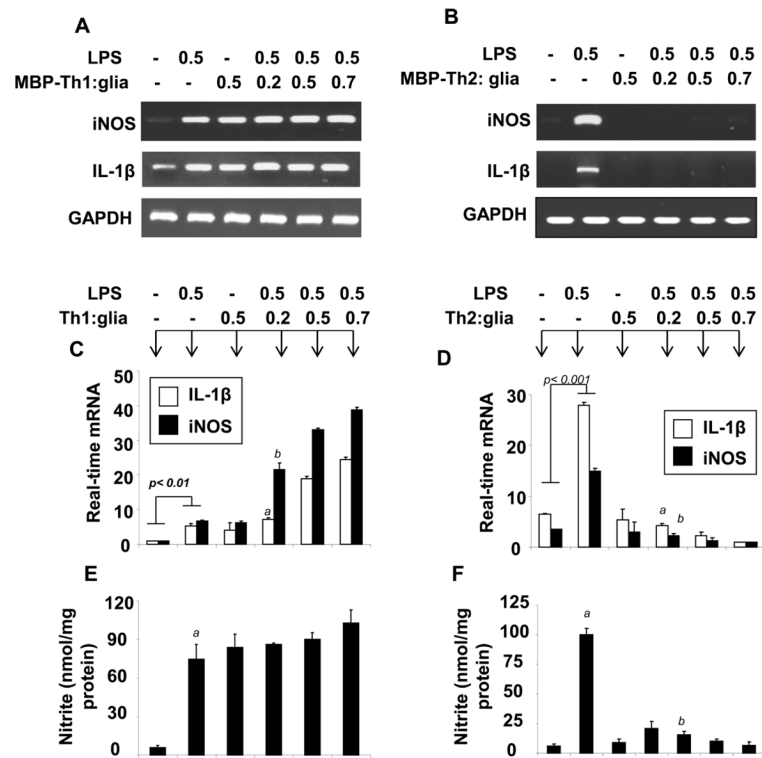 A
LPS - 0.5 - 0.5 0.5 0.5
MBP-Th1:glia - - 0.5 0.2 0.5 0.7
iNOS
IL-1β
GAPDH
B
LPS - 0.5 - 0.5 0.5 0.5
MBP-Th2: glia - - 0.5 0.2 0.5 0.7
iNOS
IL-1β
GAPDH
LPS - 0.5 - 0.5 0.5 0.5
Th1:glia - - 0.5 0.2 0.5 0.7
C
Real-time mRNA
50
40
30
20
10
0
IL-1β
iNOS
p< 0.01
a
b
LPS - 0.5 - 0.5 0.5 0.5
Th2:glia - - 0.5 0.2 0.5 0.7
D
Real-time mRNA
30
20
10
0
p< 0.001
IL-1β
iNOS
a
b
E
Nitrite (nmol/mg
protein)
120
90
60
30
0
a
F
Nitrite (nmol/mg
protein)
125
100
75
50
25
0
a
b